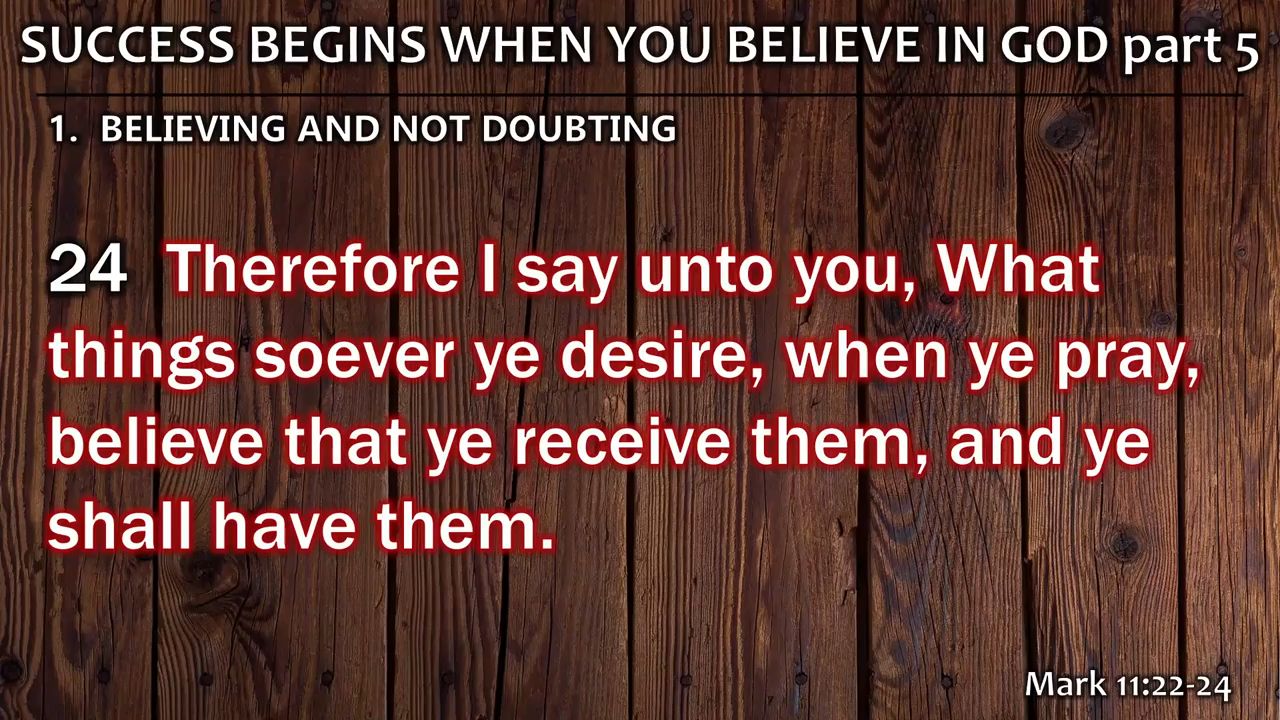 SUCCESS BEGINS WHEN YOU BELIEVE IN GOD part 5
1. BELIEVING AND NOT DOUBTING
24 Therefore I say unto you, What
things soever ye desire, when ye pray,
believe that ye receive them, and ye
shall have them.
Mark 11:22-24